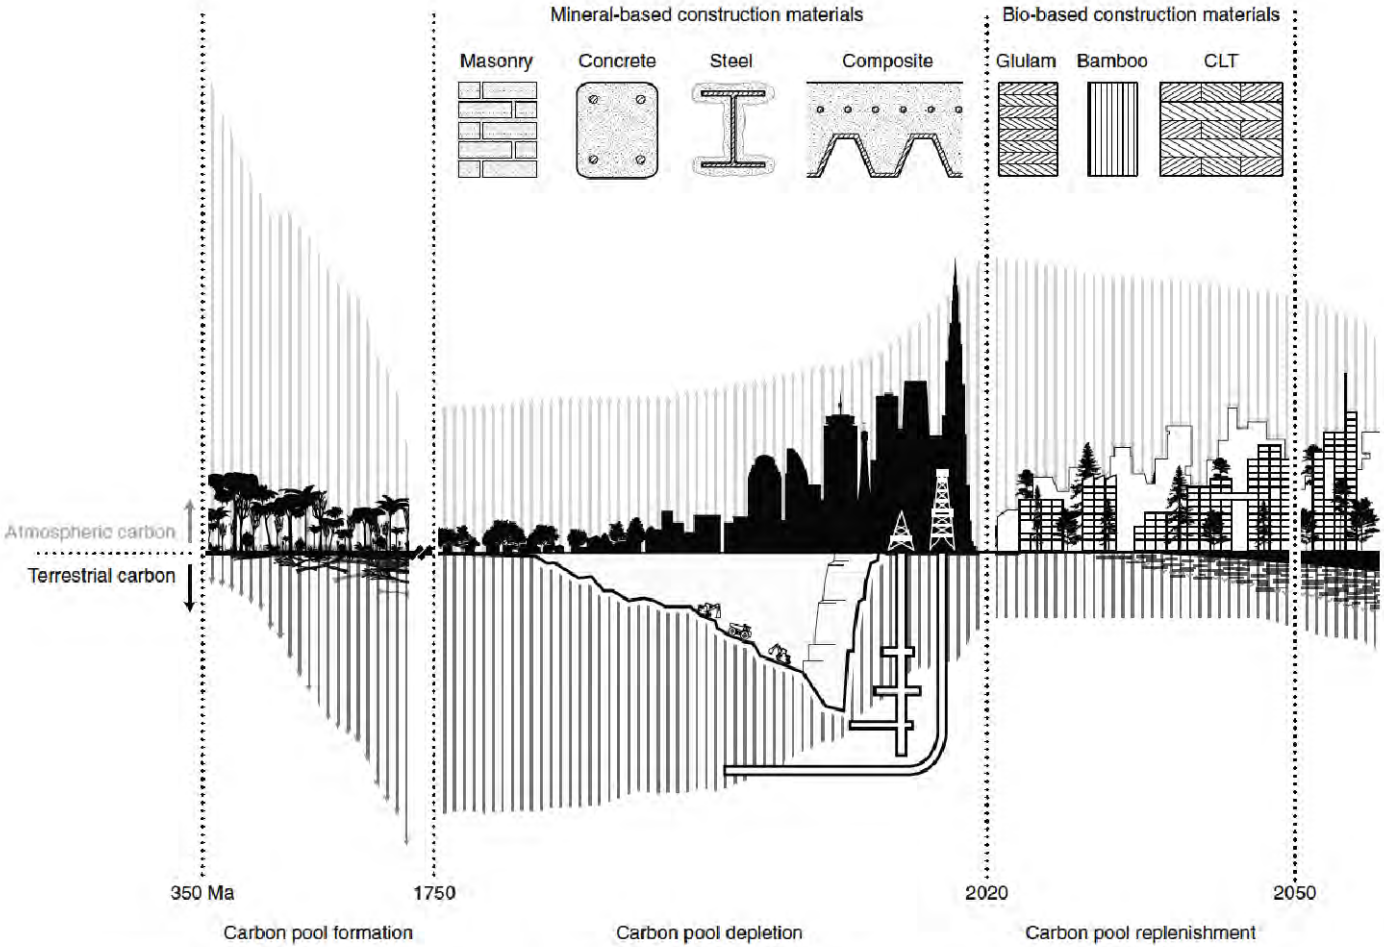 Mineral-based construction materials
Bio-based construction materials
Masonry
Concrete
Steel
Composite
Glulam
Bamboo
CLT
Atmospheric carbon
Terrestrial carbon
350 Ma
1750
2020
2050
Carbon pool formation
Carbon pool depletion
Carbon pool replenishment